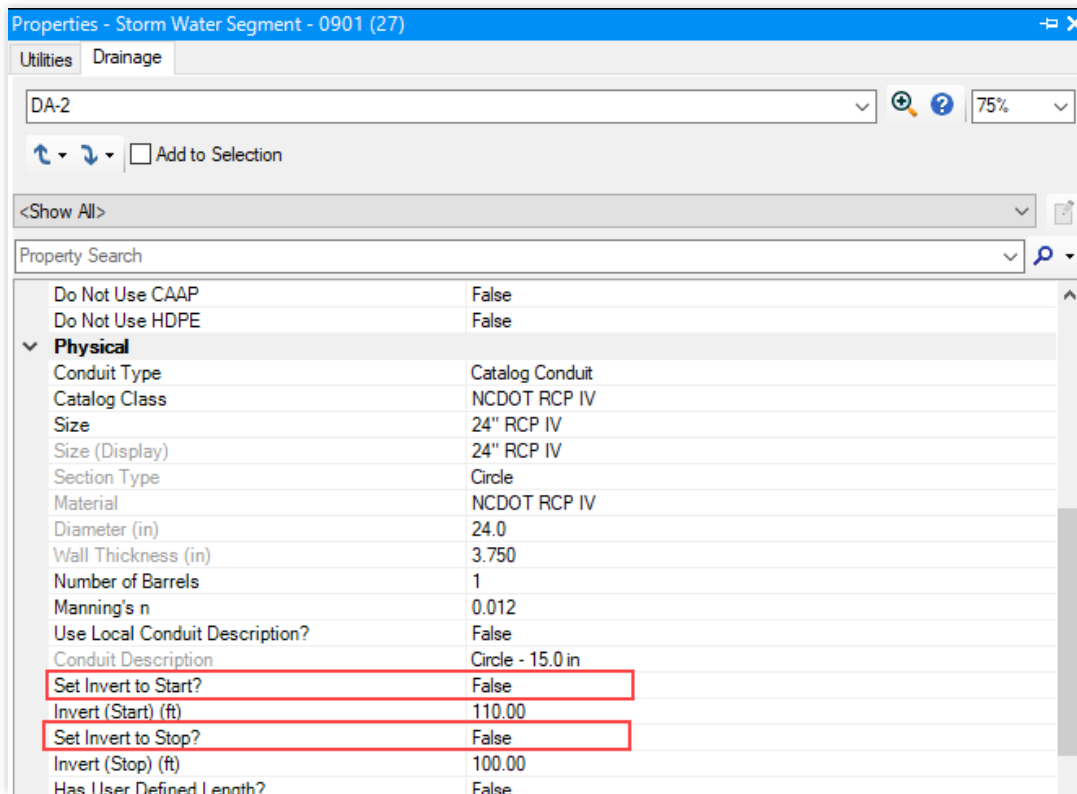 Properties - Storm Water Segment - 0901 (27)
Utilities Drainage
DA-2 75%
Add to Selection
<Show All>
Property Search
Do Not Use CAAP False
Do Not Use HDPE False
Physical
Conduit Type Catalog Conduit
Catalog Class NCDOT RCP IV
Size 24" RCP IV
Size (Display) 24" RCP IV
Section Type Circle
Material NCDOT RCP IV
Diameter (in) 24.0
Wall Thickness (in) 3.750
Number of Barrels 1
Manning's n 0.012
Use Local Conduit Description? False
Conduit Description Circle - 15.0 in
Set Invert to Start? False
Invert (Start) (ft) 110.00
Set Invert to Stop? False
Invert (Stop) (ft) 100.00
Has User Defined Length? False